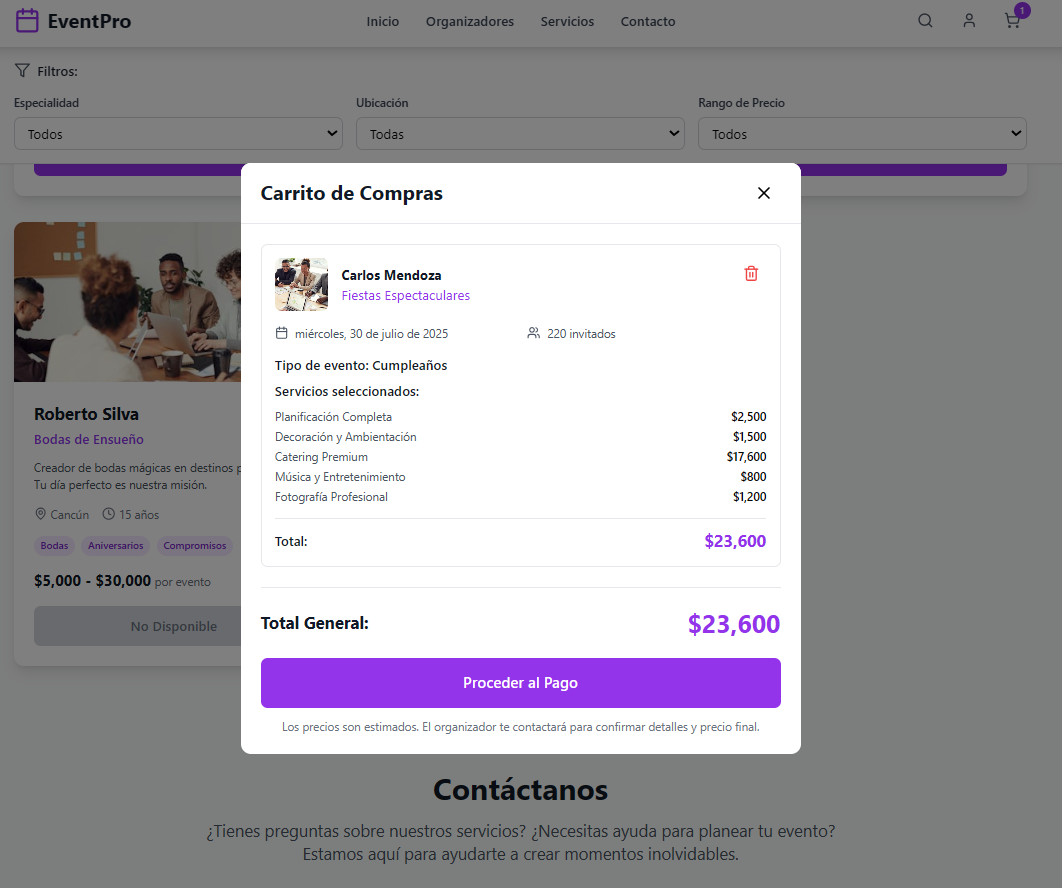 EventPro
Inicio Organizadores Servicios Contacto
1
Filtros:
Especialidad Ubicación Rango de Precio
Todos Todas Todos
Carrito de Compras
Carlos Mendoza
Fiestas Espectaculares
miércoles, 30 de julio de 2025 220 invitados
Tipo de evento: Cumpleaños
Servicios seleccionados:
Planificación Completa $2,500
Decoración y Ambientación $1,500
Catering Premium $17,600
Música y Entretenimiento $800
Fotografía Profesional $1,200
Total: $23,600
Total General: $23,600
Proceder al Pago
Los precios son estimados. El organizador te contactará para confirmar detalles y precio final.
Roberto Silva
Bodas de Ensueño
Creador de bodas mágicas en destinos
Tu día perfecto es nuestra misión.
Cancún 15 años
Bodas Aniversarios Compromisos
$5,000 - $30,000 por evento
No Disponible
Contáctanos
¿Tienes preguntas sobre nuestros servicios? ¿Necesitas ayuda para planear tu evento?
Estamos aquí para ayudarte a crear momentos inolvidables.